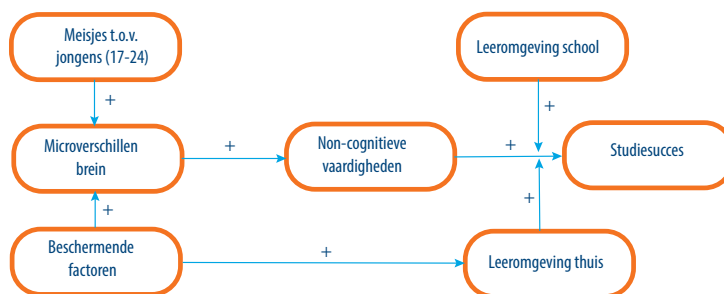 Meisjes t.o.v.
jongens (17-24)
Leeromgeving school
+
+
Microverschillen
brein
+
Non-cognitieve
vaardigheden
+
Studiesucces
+
+
Beschermende
factoren
+
Leeromgeving thuis